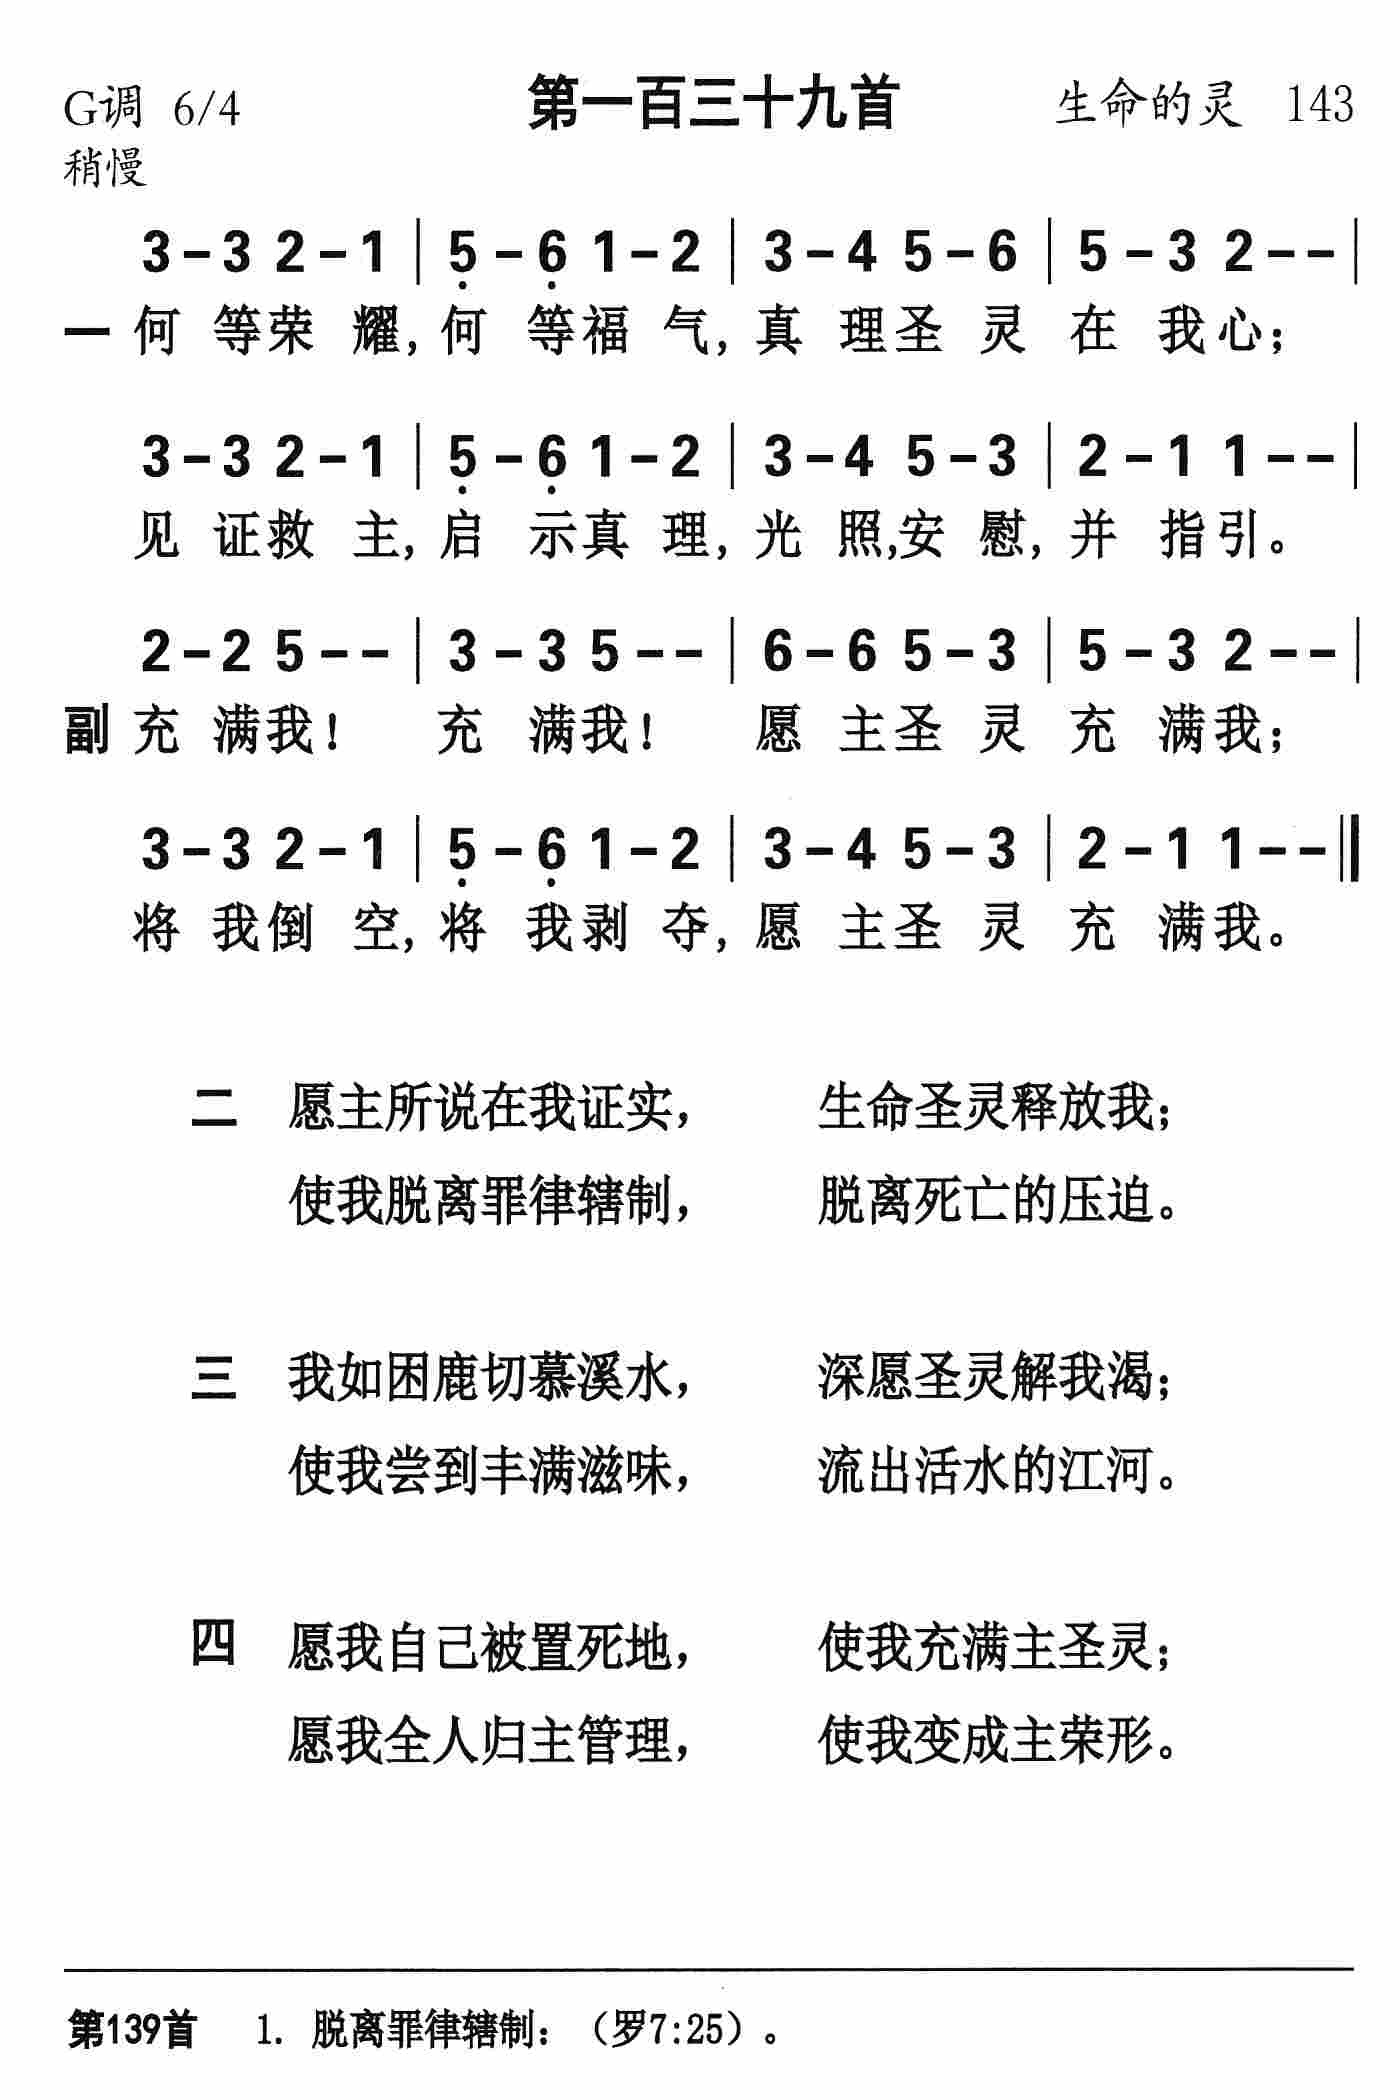 G调 6/4 第一百三十九首 生命的灵 143
稍慢
3-3 2-1 | 5̣-6̣ 1-2 | 3-4 5-6 | 5-3 2-- |
一 何等荣耀,何等福气,真理圣灵在我心;
3-3 2-1 | 5̣-6̣ 1-2 | 3-4 5-3 | 2-1 1-- |
见证救主,启示真理,光照,安慰,并指引。
2-2 5-- | 3-3 5-- | 6-6 5-3 | 5-3 2-- |
副 充满我! 充满我! 愿主圣灵充满我;
3-3 2-1 | 5̣-6̣ 1-2 | 3-4 5-3 | 2-1 1-- ‖
将我倒空,将我剥夺,愿主圣灵充满我。
二 愿主所说在我证实, 生命圣灵释放我;
使我脱离罪律辖制, 脱离死亡的压迫。
三 我如困鹿切慕溪水, 深愿圣灵解我渴;
使我尝到丰满滋味, 流出活水的江河。
四 愿我自己被置死地, 使我充满主圣灵;
愿我全人归主管理, 使我变成主荣形。
第139首 1. 脱离罪律辖制:(罗7:25)。